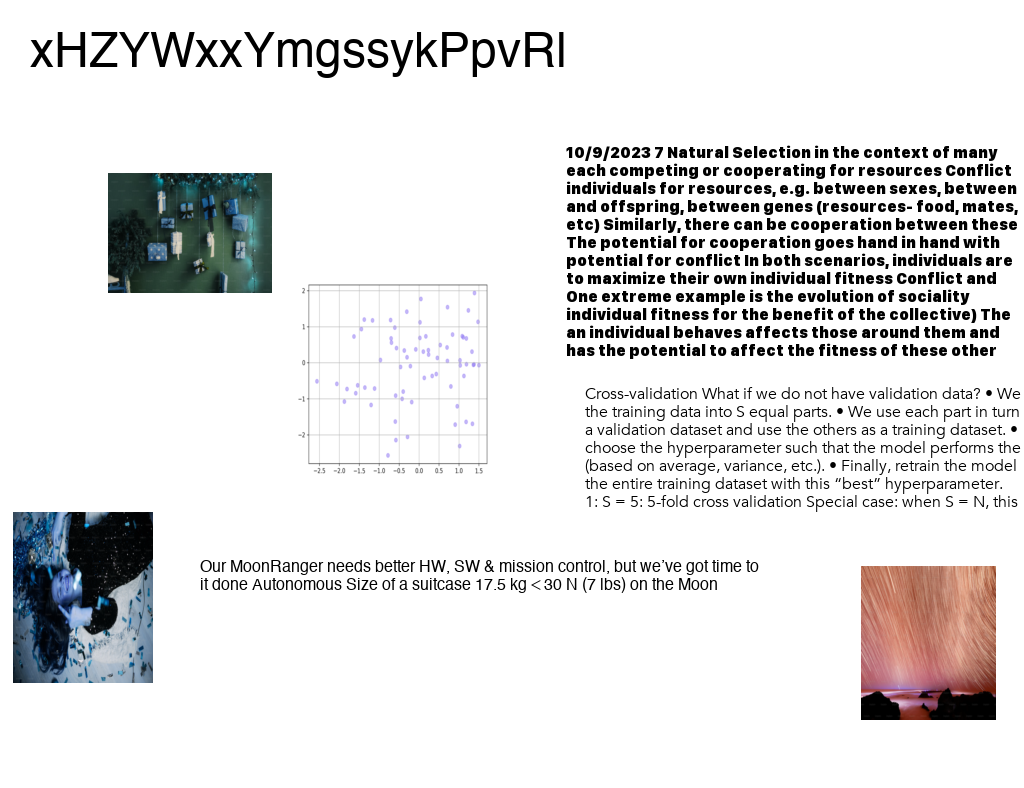 xHZYWxxYmgssykPpvRl
10/9/2023 7 Natural Selection in the context of many
each competing or cooperating for resources Conflict
individuals for resources, e.g. between sexes, between
and offspring, between genes (resources- food, mates,
etc) Similarly, there can be cooperation between these
The potential for cooperation goes hand in hand with
potential for conflict In both scenarios, individuals are
to maximize their own individual fitness Conflict and
One extreme example is the evolution of sociality
individual fitness for the benefit of the collective) The
an individual behaves affects those around them and
has the potential to affect the fitness of these other
2
1
0
−1
−2
−2.5 −2.0 −1.5 −1.0 −0.5 0.0 0.5 1.0 1.5
Cross-validation What if we do not have validation data? • We
the training data into S equal parts. • We use each part in turn
a validation dataset and use the others as a training dataset. •
choose the hyperparameter such that the model performs the
(based on average, variance, etc.). • Finally, retrain the model
the entire training dataset with this “best” hyperparameter.
1: S = 5: 5-fold cross validation Special case: when S = N, this
Our MoonRanger needs better HW, SW & mission control, but we’ve got time to
it done Autonomous Size of a suitcase 17.5 kg < 30 N (7 lbs) on the Moon